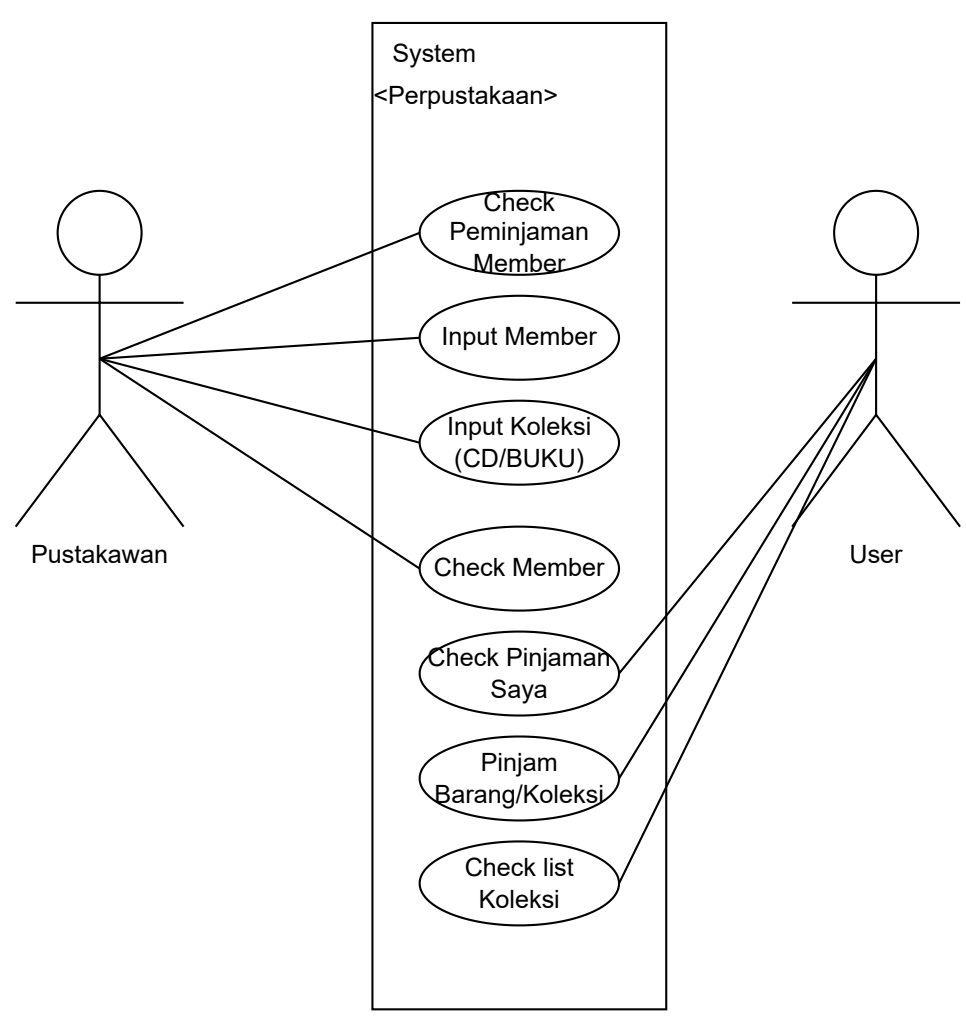 System
<Perpustakaan>
Check
Peminjaman
Member
Input Member
Input Koleksi
(CD/BUKU)
Pustakawan
User
Check Member
Check Pinjaman
Saya
Pinjam
Barang/Koleksi
Check list
Koleksi